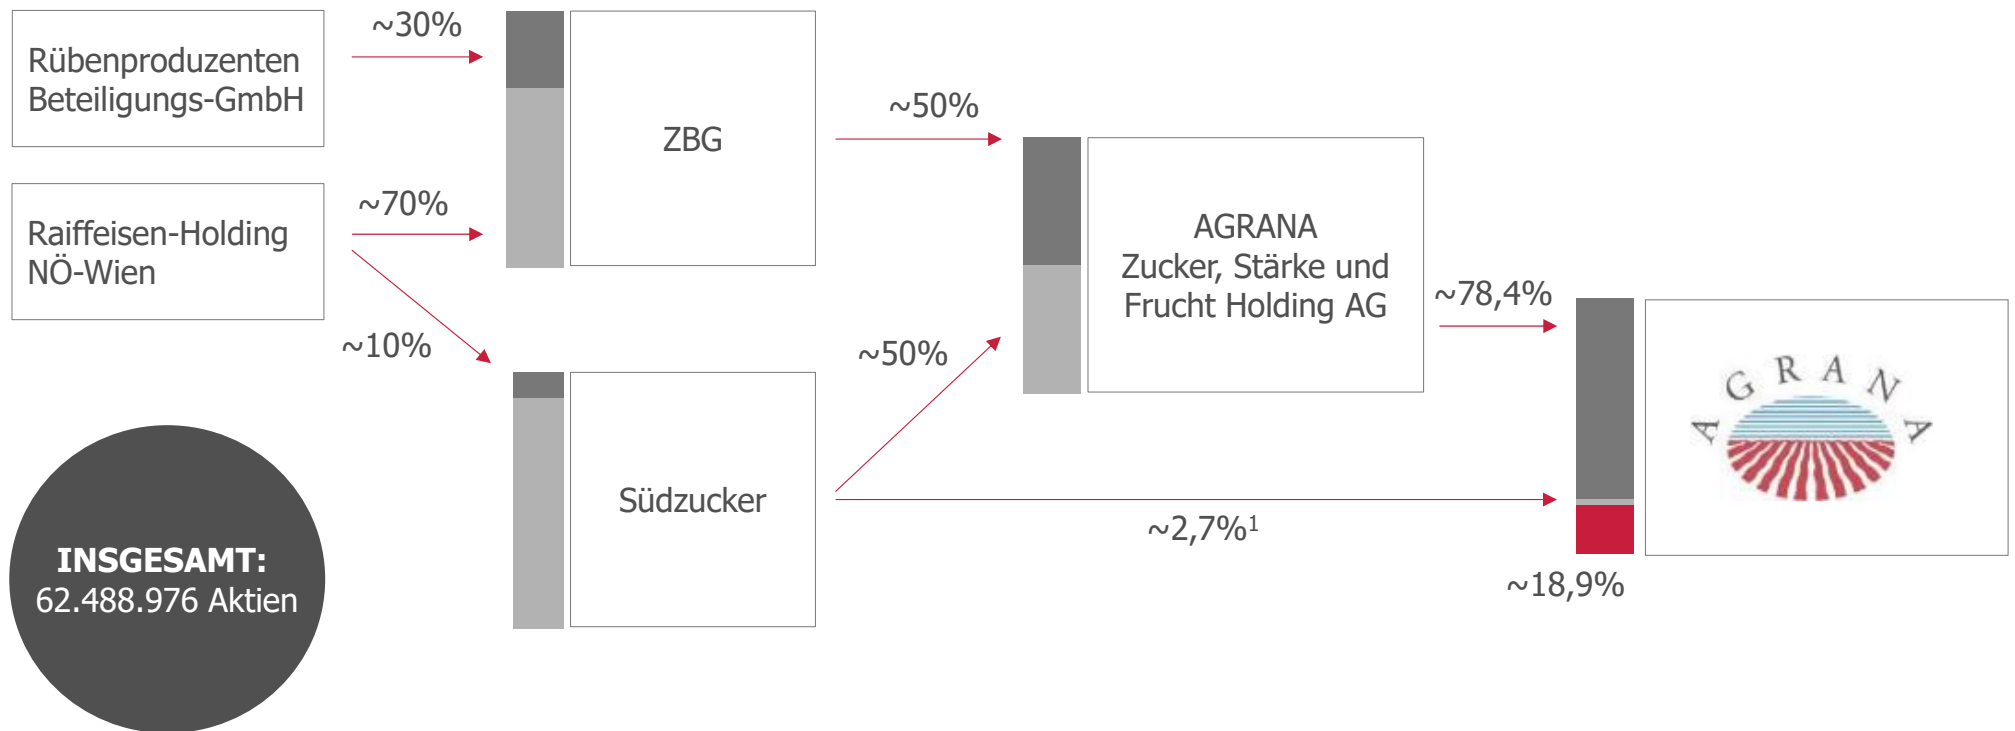 Rübenproduzenten
Beteiligungs-GmbH
~30%
ZBG
~50%
Raiffeisen-Holding
NÖ-Wien
~70%
~10%
AGRANA
Zucker, Stärke und
Frucht Holding AG
~78,4%
~50%
Südzucker
~2,7%¹
AGRANA
~18,9%
INSGESAMT:
62.488.976 Aktien